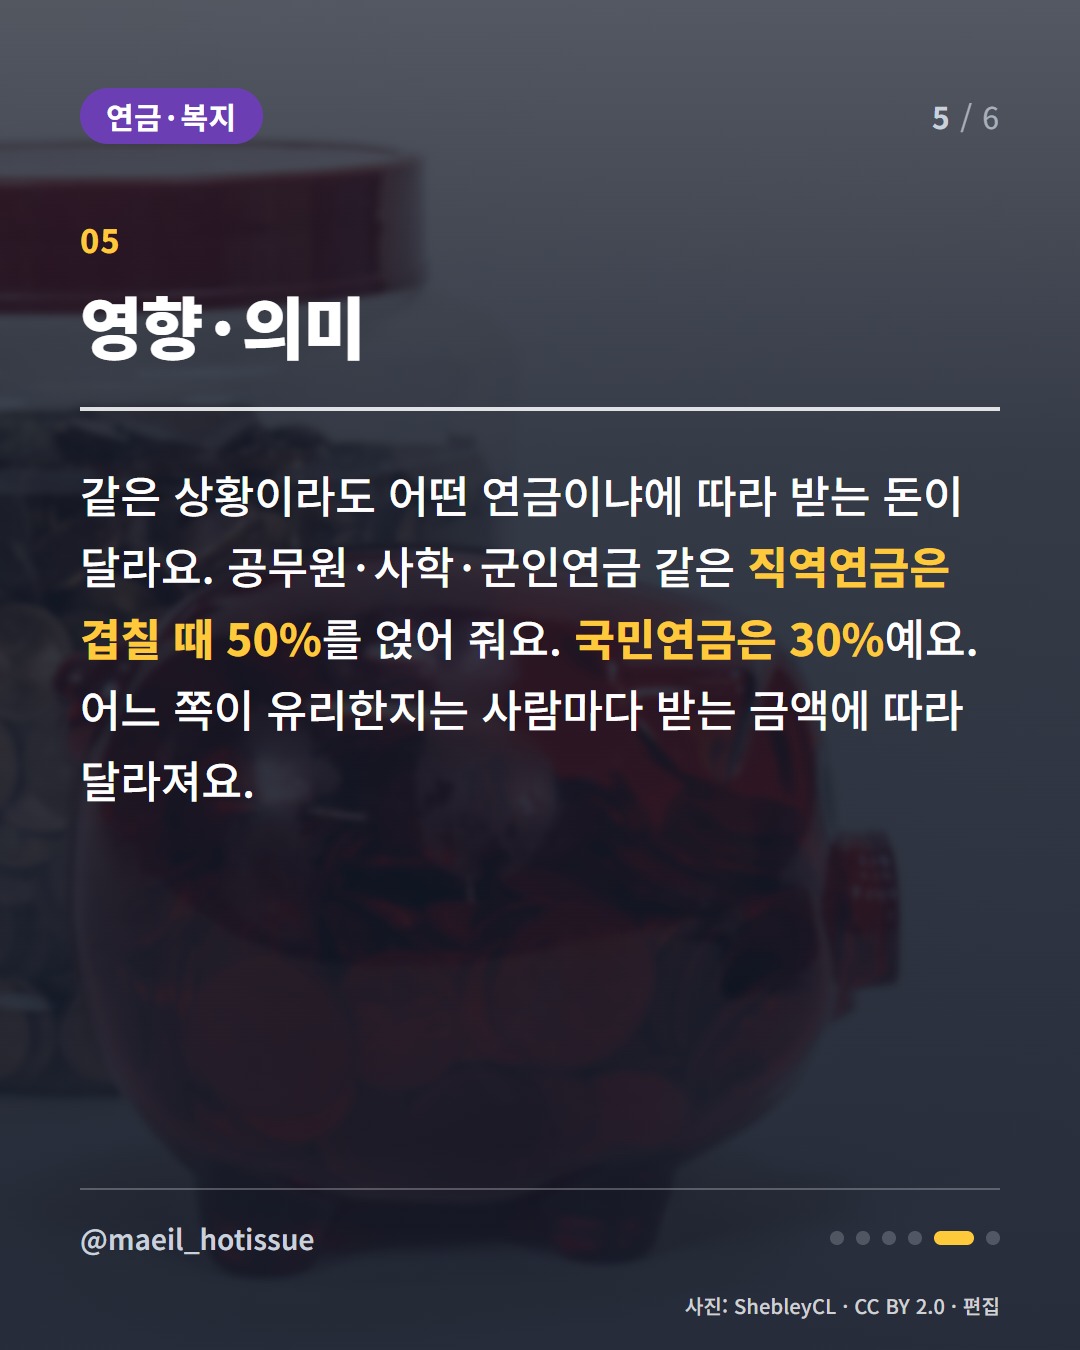 연금·복지
5 / 6
05
영향·의미
같은 상황이라도 어떤 연금이냐에 따라 받는 돈이
달라요. 공무원·사학·군인연금 같은 직역연금은
겹칠 때 50%를 얹어 줘요. 국민연금은 30%예요.
어느 쪽이 유리한지는 사람마다 받는 금액에 따라
달라져요.
@maeil_hotissue
사진: ShebleyCL · CC BY 2.0 · 편집